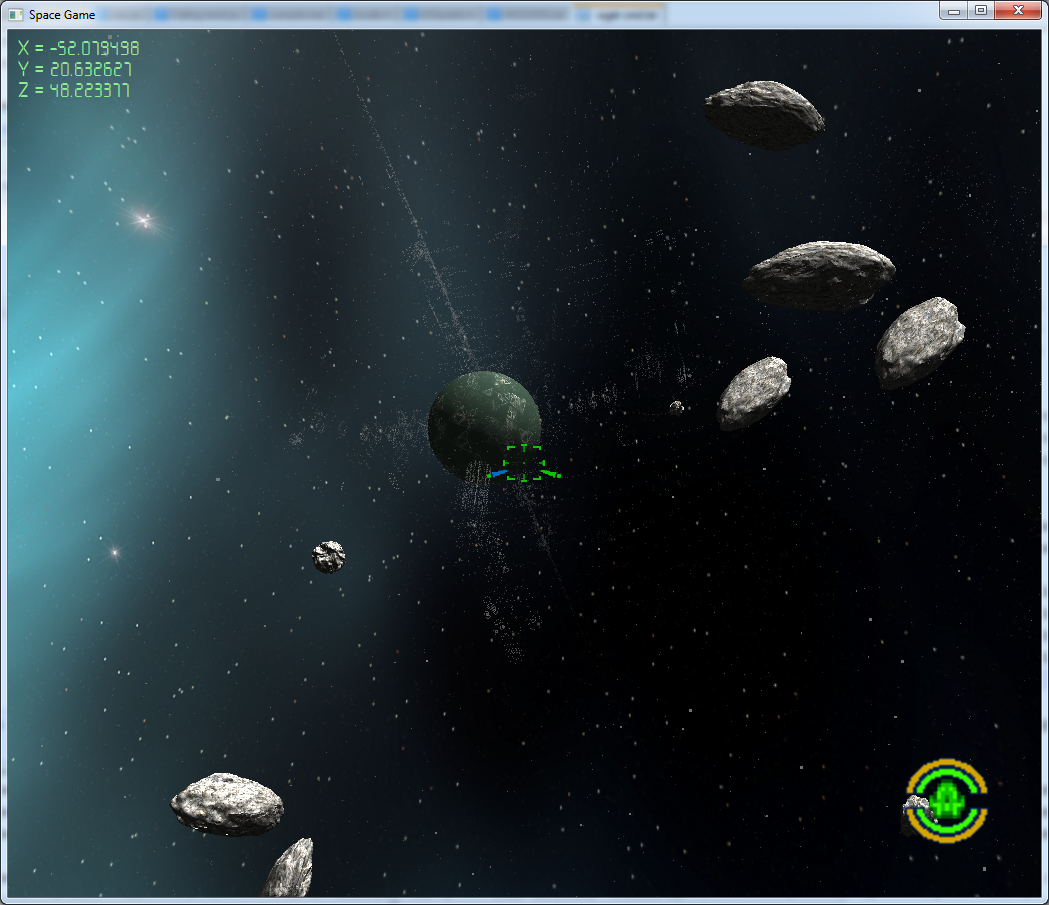 Space Game
X = -52.079498
Y = 20.632627
Z = 48.223377